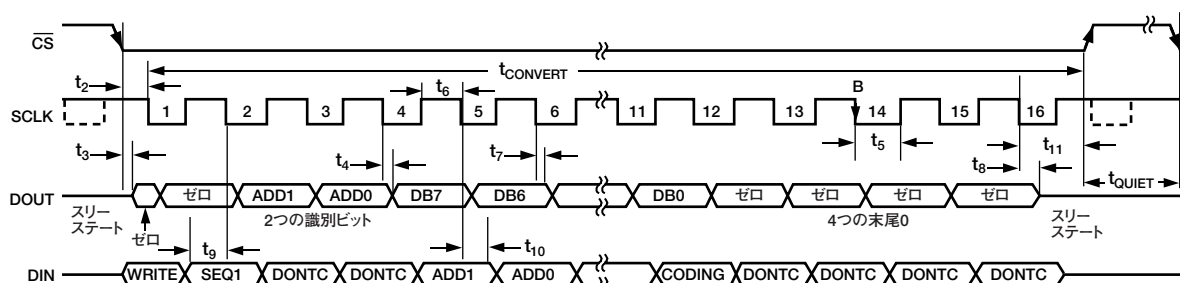 CS
tCONVERT
t2
t6
B
SCLK
1 2 3 4 5 6 11 12 13 14 15 16
t3 t4 t7 t5 t8 t11
tQUIET
DOUT
ゼロ ADD1 ADD0 DB7 DB6 DB0 ゼロ ゼロ ゼロ ゼロ
スリー
ステート
ゼロ
2つの識別ビット
4つの末尾0
スリー
ステート
t9 t10
DIN
WRITE SEQ1 DONTC DONTC ADD1 ADD0 CODING DONTC DONTC DONTC DONTC